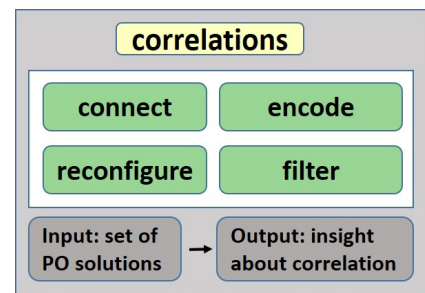 correlations
connect
encode
reconfigure
filter
Input: set of
PO solutions
Output: insight
about correlation